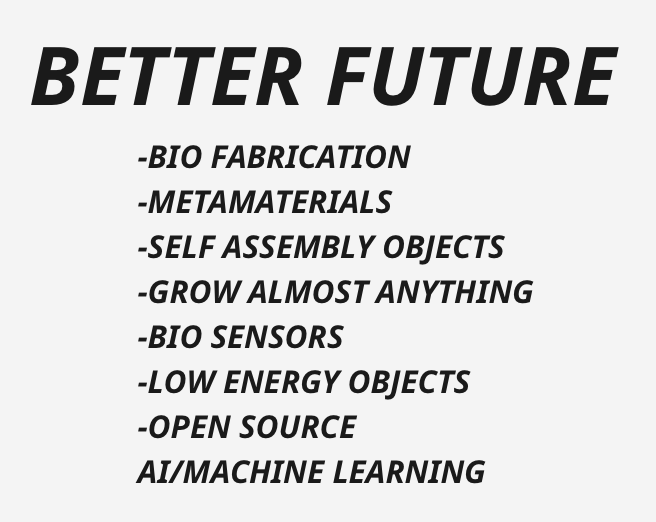 BETTER FUTURE
-BIO FABRICATION
-METAMATERIALS
-SELF ASSEMBLY OBJECTS
-GROW ALMOST ANYTHING
-BIO SENSORS
-LOW ENERGY OBJECTS
-OPEN SOURCE
AI/MACHINE LEARNING